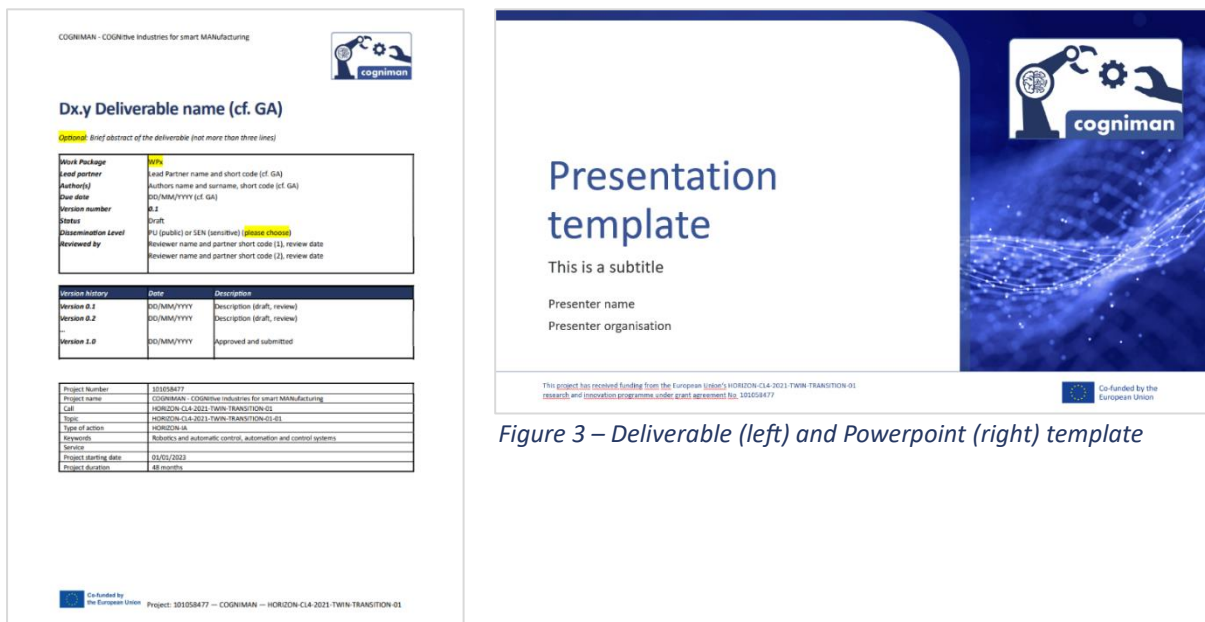 COGNIMAN - COGNitive industries for smart MANufacturing
cogniman
Dx.y Deliverable name (cf. GA)
Optional: Brief abstract of the deliverable (not more than three lines)
Work Package WPx
Lead partner Lead Partner name and short code (cf. GA)
Author(s) Authors name and surname, short code (cf. GA)
Due date DD/MM/YYYY (cf. GA)
Version number 0.1
Status Draft
Dissemination Level PU (public) or SEN (sensitive) (please choose)
Reviewed by Reviewer name and partner short code (1), review date
Reviewer name and partner short code (2), review date
Version history Date Description
Version 0.1 DD/MM/YYYY Description (draft, review)
Version 0.2 DD/MM/YYYY Description (draft, review)
...
Version 1.0 DD/MM/YYYY Approved and submitted
Project Number 101058477
Project name COGNIMAN - COGNitive industries for smart MANufacturing
Call HORIZON-CL4-2021-TWIN-TRANSITION-01
Topic HORIZON-CL4-2021-TWIN-TRANSITION-01-01
Type of action HORIZON-IA
Keywords Robotics and automatic control, automation and control systems
Service
Project starting date 01/01/2023
Project duration 48 months
Co-funded by
the European Union
Project: 101058477 — COGNIMAN — HORIZON-CL4-2021-TWIN-TRANSITION-01
cogniman
Presentation
template
This is a subtitle
Presenter name
Presenter organisation
This project has received funding from the European Union's HORIZON-CL4-2021-TWIN-TRANSITION-01
research and innovation programme under grant agreement No 101058477
Co-funded by the
European Union
Figure 3 – Deliverable (left) and Powerpoint (right) template